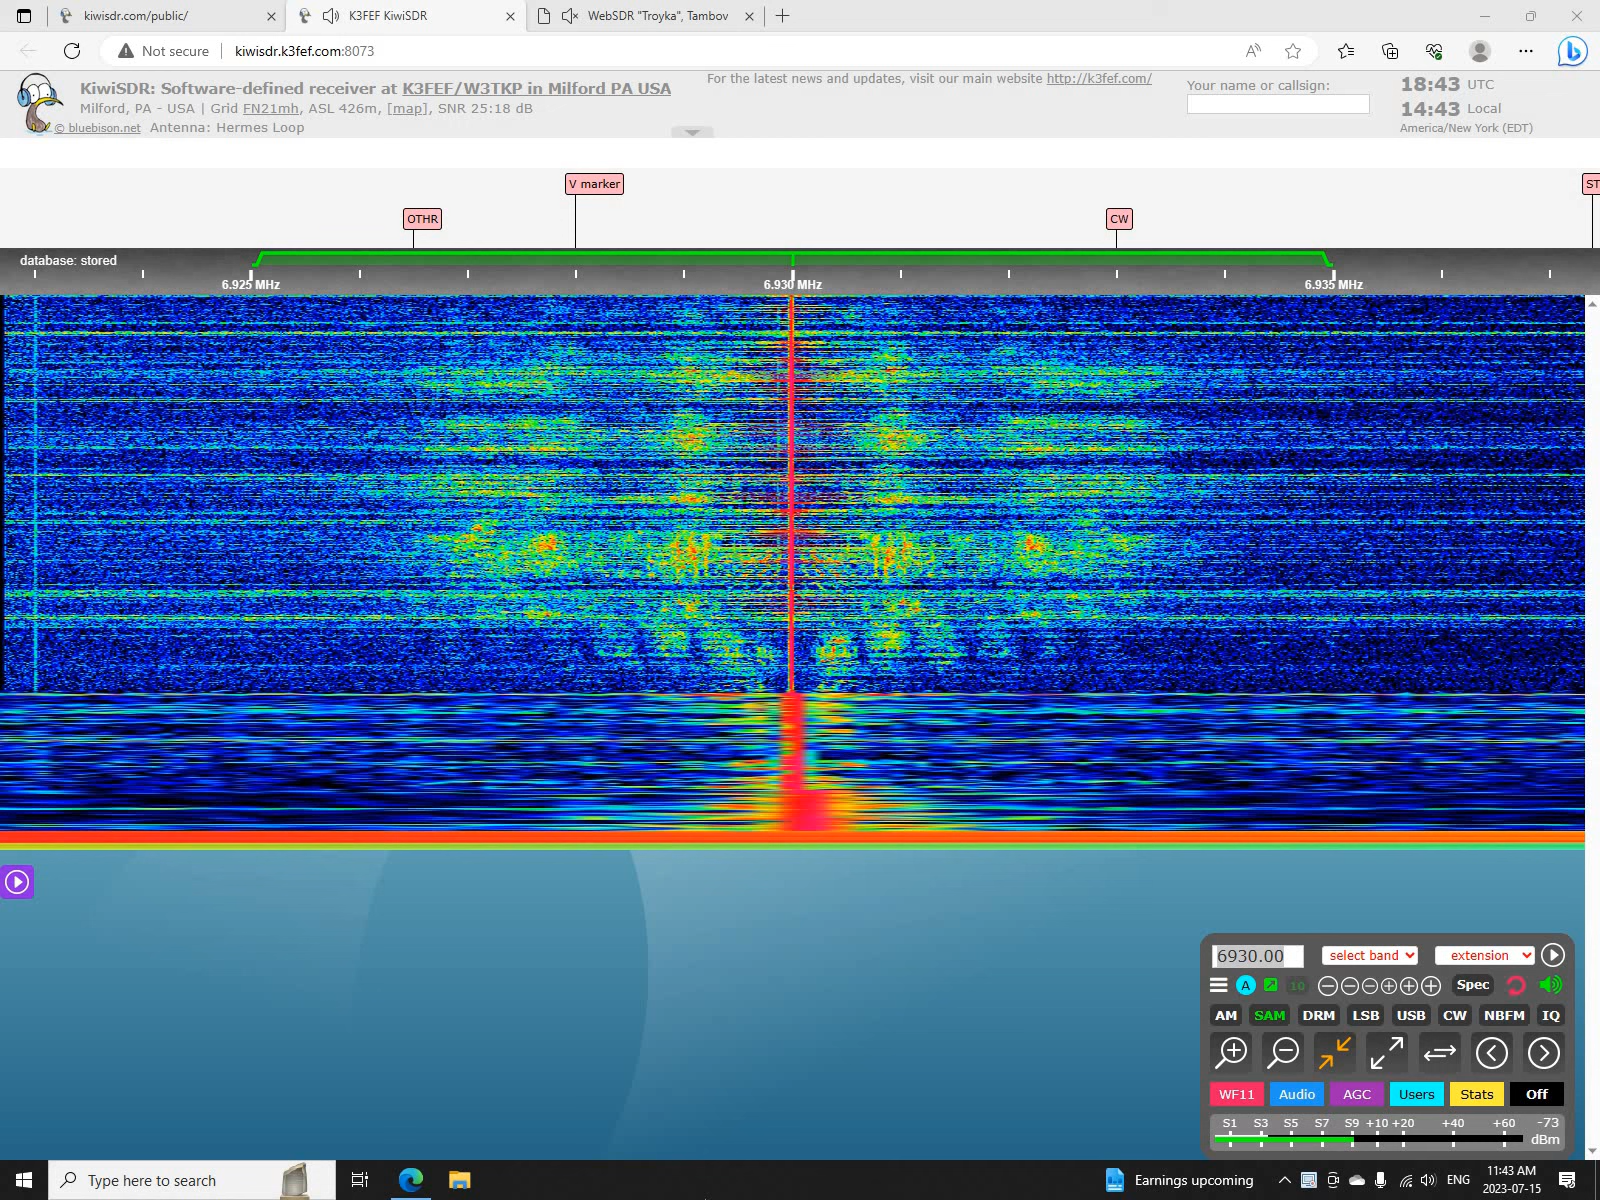 kiwisdr.com/public/
K3FEF KiwiSDR
WebSDR "Troyka", Tambov
Not secure
kiwisdr.k3fef.com:8073
KiwiSDR: Software-defined receiver at K3FEF/W3TKP in Milford PA USA
Milford, PA - USA | Grid FN21mh, ASL 426m, [map], SNR 25:18 dB
© bluebison.net Antenna: Hermes Loop
For the latest news and updates, visit our main website http://k3fef.com/
Your name or callsign:
18:43 UTC
14:43 Local
America/New York (EDT)
V marker
ST
OTHR
CW
database: stored
6.925 MHz
6.930 MHz
6.935 MHz
6930.00
select band
extension
A
10
Spec
AM SAM DRM LSB USB CW NBFM IQ
WF11 Audio AGC Users Stats Off
S1 S3 S5 S7 S9 +10 +20 +40 +60 -73
dBm
Type here to search
Earnings upcoming
ENG
11:43 AM
2023-07-15